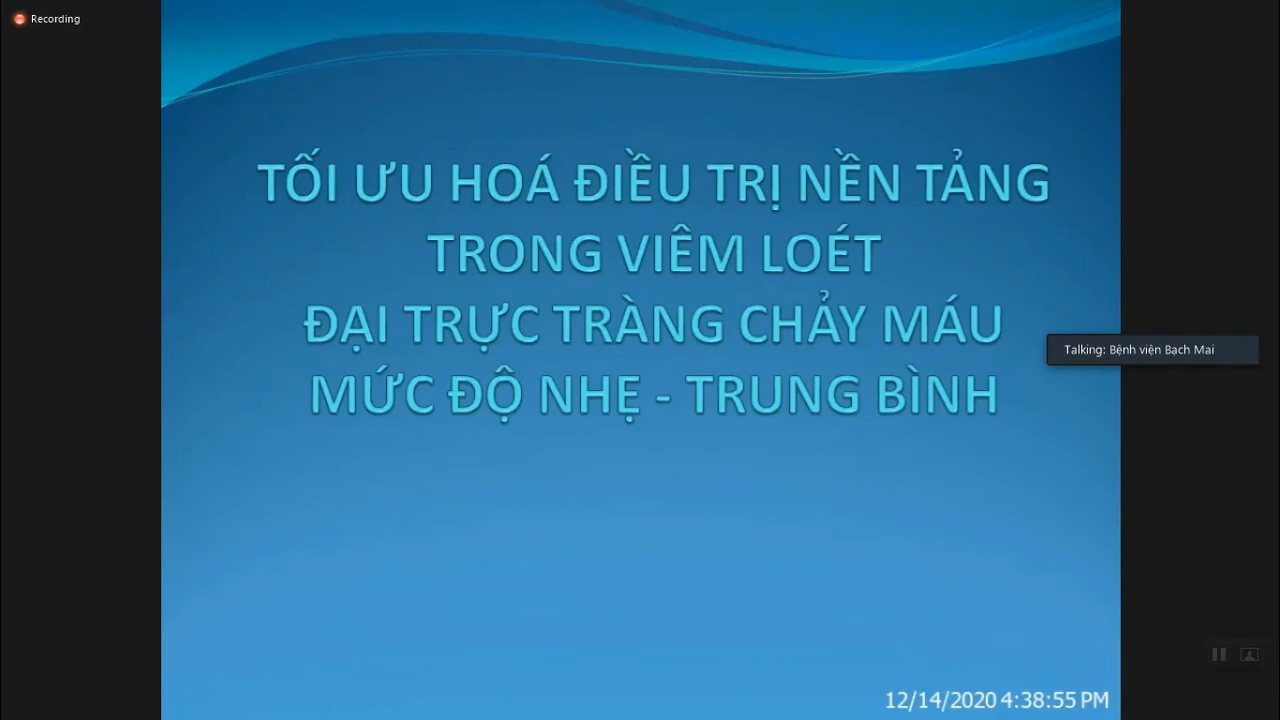 Recording
TỐI ƯU HOÁ ĐIỀU TRỊ NỀN TẢNG
TRONG VIÊM LOÉT
ĐẠI TRỰC TRÀNG CHẢY MÁU
MỨC ĐỘ NHẸ - TRUNG BÌNH
Talking: Bệnh viện Bạch Mai
12/14/2020 4:38:55 PM